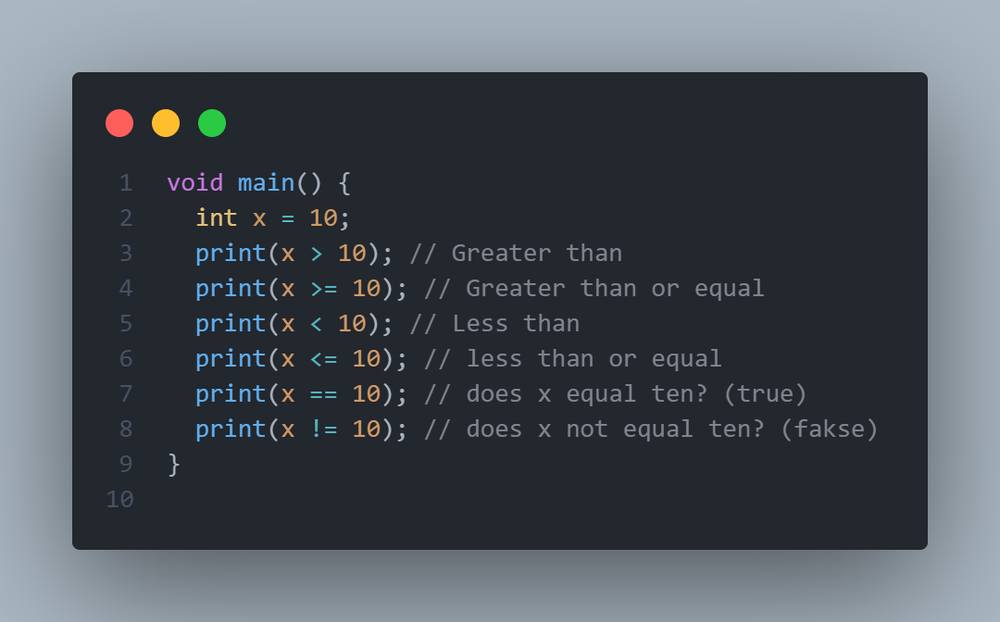 1 void main() {
2   int x = 10;
3   print(x > 10); // Greater than
4   print(x >= 10); // Greater than or equal
5   print(x < 10); // Less than
6   print(x <= 10); // less than or equal
7   print(x == 10); // does x equal ten? (true)
8   print(x != 10); // does x not equal ten? (fakse)
9 }
10